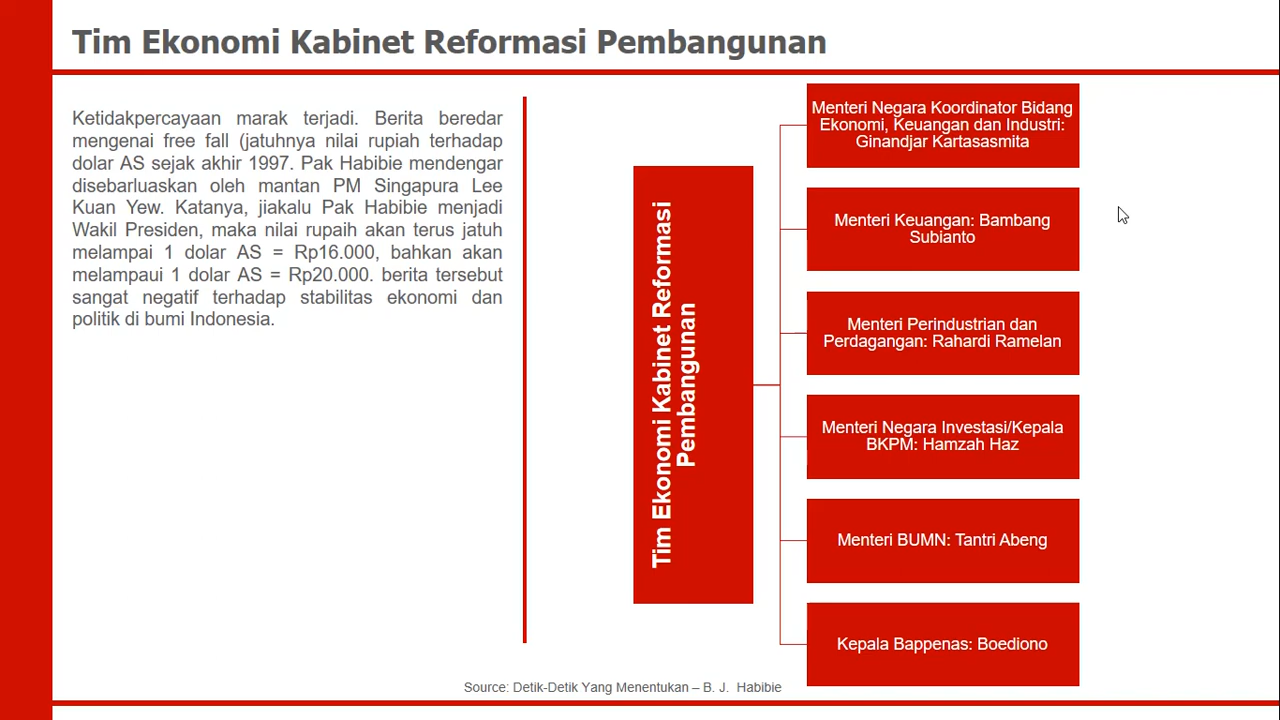 Tim Ekonomi Kabinet Reformasi Pembangunan
Ketidakpercayaan marak terjadi. Berita beredar
mengenai free fall (jatuhnya nilai rupiah terhadap
dolar AS sejak akhir 1997. Pak Habibie mendengar
disebarluaskan oleh mantan PM Singapura Lee
Kuan Yew. Katanya, jiakalu Pak Habibie menjadi
Wakil Presiden, maka nilai rupaih akan terus jatuh
melampai 1 dolar AS = Rp16.000, bahkan akan
melampaui 1 dolar AS = Rp20.000. berita tersebut
sangat negatif terhadap stabilitas ekonomi dan
politik di bumi Indonesia.
Tim Ekonomi Kabinet Reformasi
Pembangunan
Menteri Negara Koordinator Bidang
Ekonomi, Keuangan dan Industri:
Ginandjar Kartasasmita
Menteri Keuangan: Bambang
Subianto
Menteri Perindustrian dan
Perdagangan: Rahardi Ramelan
Menteri Negara Investasi/Kepala
BKPM: Hamzah Haz
Menteri BUMN: Tantri Abeng
Kepala Bappenas: Boediono
Source: Detik-Detik Yang Menentukan – B. J. Habibie